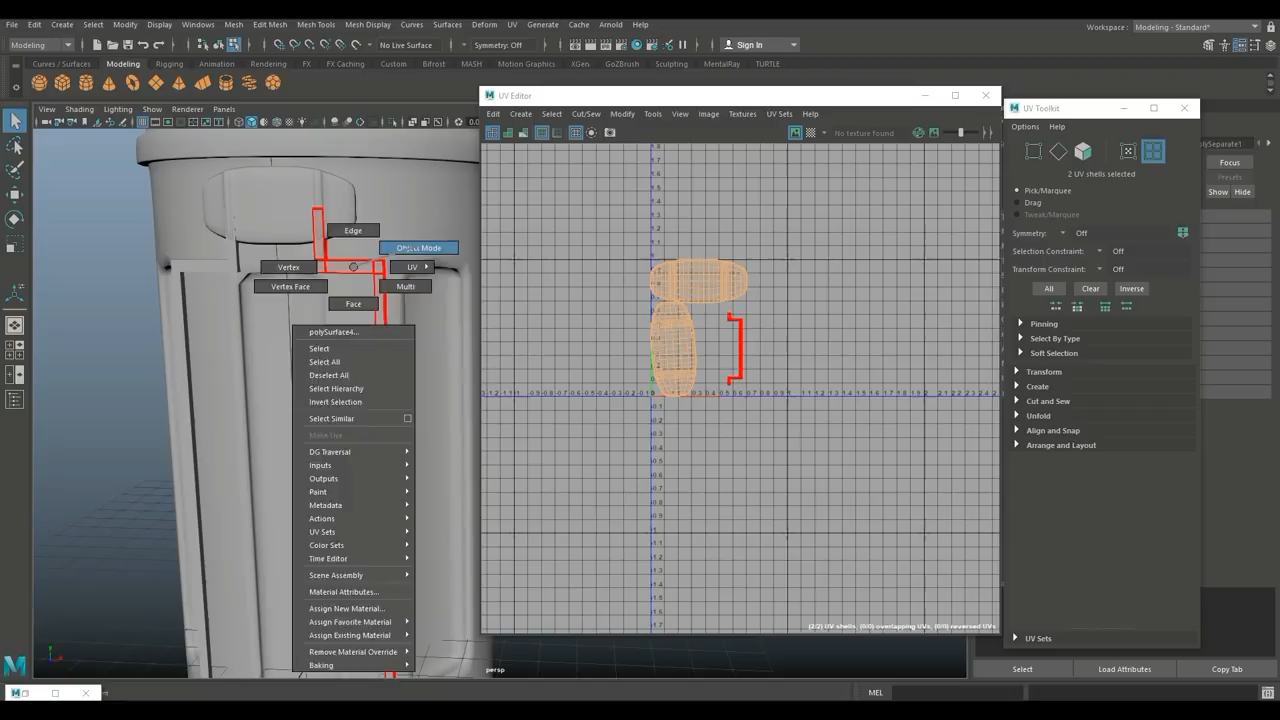 File Edit Create Select Modify Display Windows Mesh Edit Mesh Mesh Tools Mesh Display Curves Surfaces Deform UV Generate Cache Arnold Help
Workspace : Modeling - Standard*
Modeling
No Live Surface
Symmetry: Off
Sign In
Curves / Surfaces Modeling Rigging Animation Rendering FX FX Caching Custom Bifrost MASH Motion Graphics XGen GoZBrush Sculpting MentalRay TURTLE
View Shading Lighting Show Renderer Panels
UV Editor
Edit Create Select Cut/Sew Modify Tools View Image Textures UV Sets Help
No texture found
(2/2) UV shells, (0/0) overlapping UVs, (0/0) reversed UVs
persp
Edge
Object Mode
Vertex
UV
Vertex Face
Multi
Face
polySurface4...
Select
Select All
Deselect All
Select Hierarchy
Invert Selection
Select Similar
Make Live
DG Traversal
Inputs
Outputs
Paint
Metadata
Actions
UV Sets
Color Sets
Time Editor
Scene Assembly
Material Attributes...
Assign New Material...
Assign Favorite Material
Assign Existing Material
Remove Material Override
Baking
UV Toolkit
Options Help
2 UV shells selected
Pick/Marquee
Drag
Tweak/Marquee
Symmetry: Off
Selection Constraint: Off
Transform Constraint: Off
All Clear Inverse
Pinning
Select By Type
Soft Selection
Transform
Create
Cut and Sew
Unfold
Align and Snap
Arrange and Layout
UV Sets
olySeparate1
Focus
Presets
Show Hide
Select Load Attributes Copy Tab
MEL